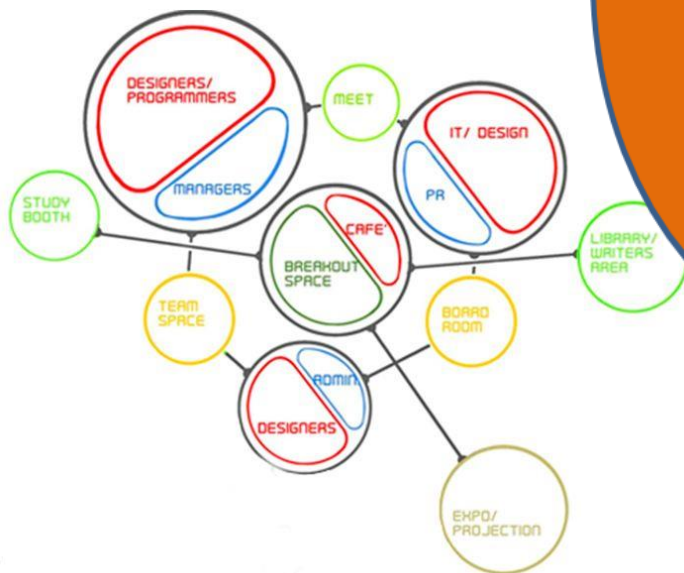 DESIGNERS/
PROGRAMMERS
MANAGERS
MEET
IT/ DESIGN
PR
STUDY
BOOTH
CAFE'
BREAKOUT
SPACE
LIBRARY/
WRITERS
AREA
TEAM
SPACE
BOARD
ROOM
ADMIN
DESIGNERS
EXPO/
PROJECTION